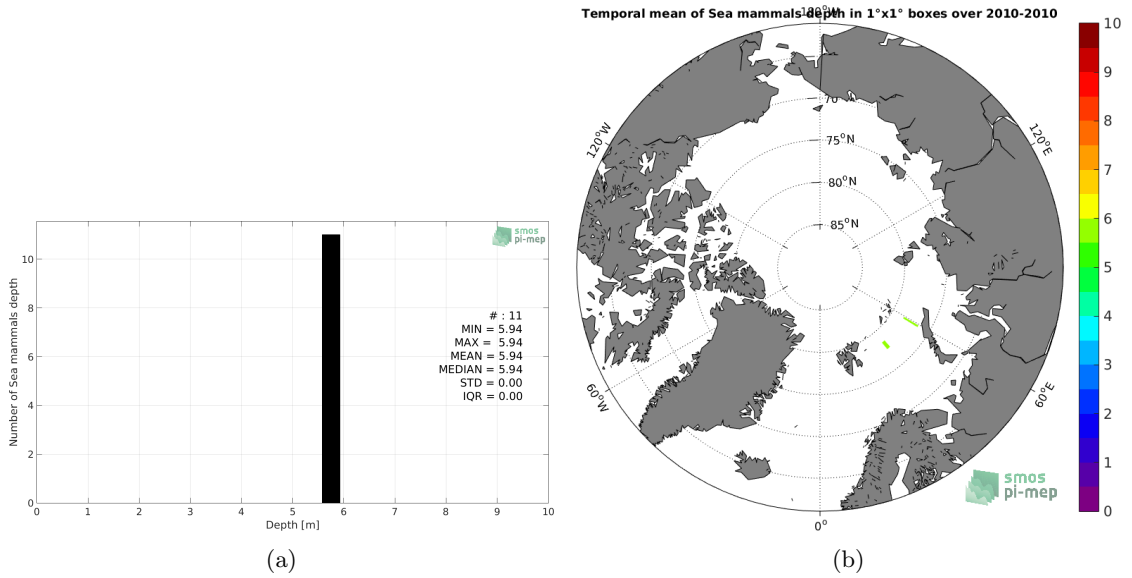 smos
pi-mep
10
8
6
4
2
0
Number of Sea mammals depth
# : 11
MIN = 5.94
MAX = 5.94
MEAN = 5.94
MEDIAN = 5.94
STD = 0.00
IQR = 0.00
0 1 2 3 4 5 6 7 8 9 10
Depth [m]
(a)
Temporal mean of Sea mammals depth in 1°x1° boxes over 2010-2010
180°W
120°W
120°E
70°
75°N
80°N
85°N
60°W
60°E
0°
smos
pi-mep
10
9
8
7
6
5
4
3
2
1
0
(b)